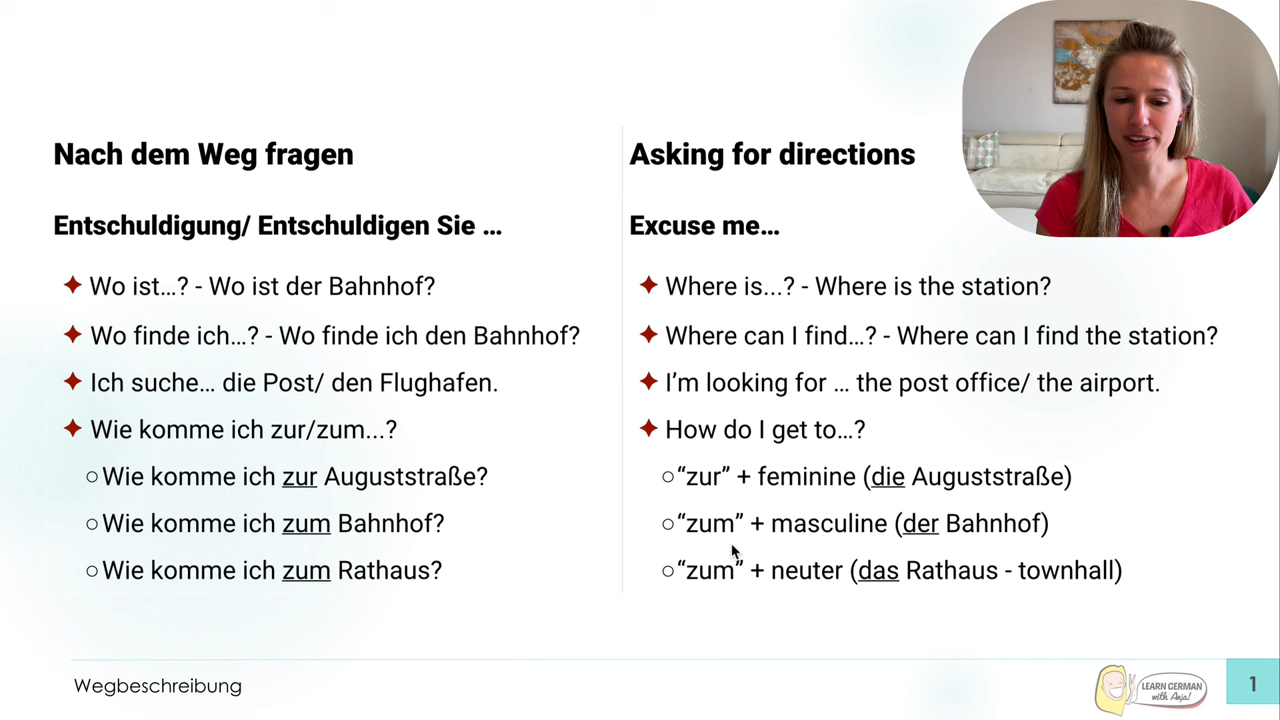 Nach dem Weg fragen
Entschuldigung/ Entschuldigen Sie ...
Wo ist...? - Wo ist der Bahnhof?
Wo finde ich...? - Wo finde ich den Bahnhof?
Ich suche... die Post/ den Flughafen.
Wie komme ich zur/zum...?
Wie komme ich zur Auguststraße?
Wie komme ich zum Bahnhof?
Wie komme ich zum Rathaus?
Asking for directions
Excuse me...
Where is...? - Where is the station?
Where can I find...? - Where can I find the station?
I'm looking for ... the post office/ the airport.
How do I get to...?
“zur” + feminine (die Auguststraße)
“zum” + masculine (der Bahnhof)
“zum” + neuter (das Rathaus - townhall)
Wegbeschreibung
LEARN GERMAN
with Anja!
1